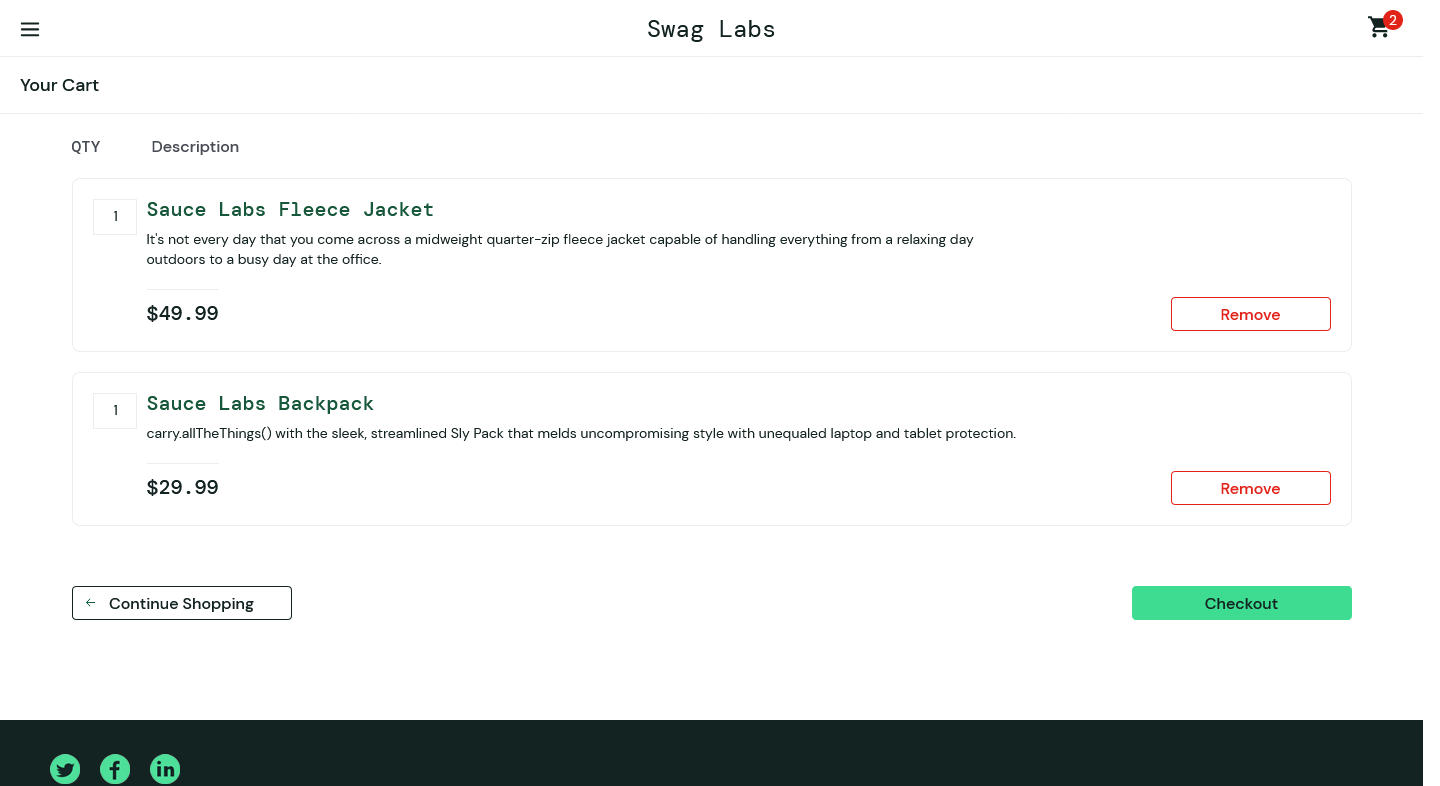 Swag Labs
2
Your Cart
QTY Description
1 Sauce Labs Fleece Jacket
It's not every day that you come across a midweight quarter-zip fleece jacket capable of handling everything from a relaxing day
outdoors to a busy day at the office.
$49.99 Remove
1 Sauce Labs Backpack
carry.allTheThings() with the sleek, streamlined Sly Pack that melds uncompromising style with unequaled laptop and tablet protection.
$29.99 Remove
Continue Shopping Checkout